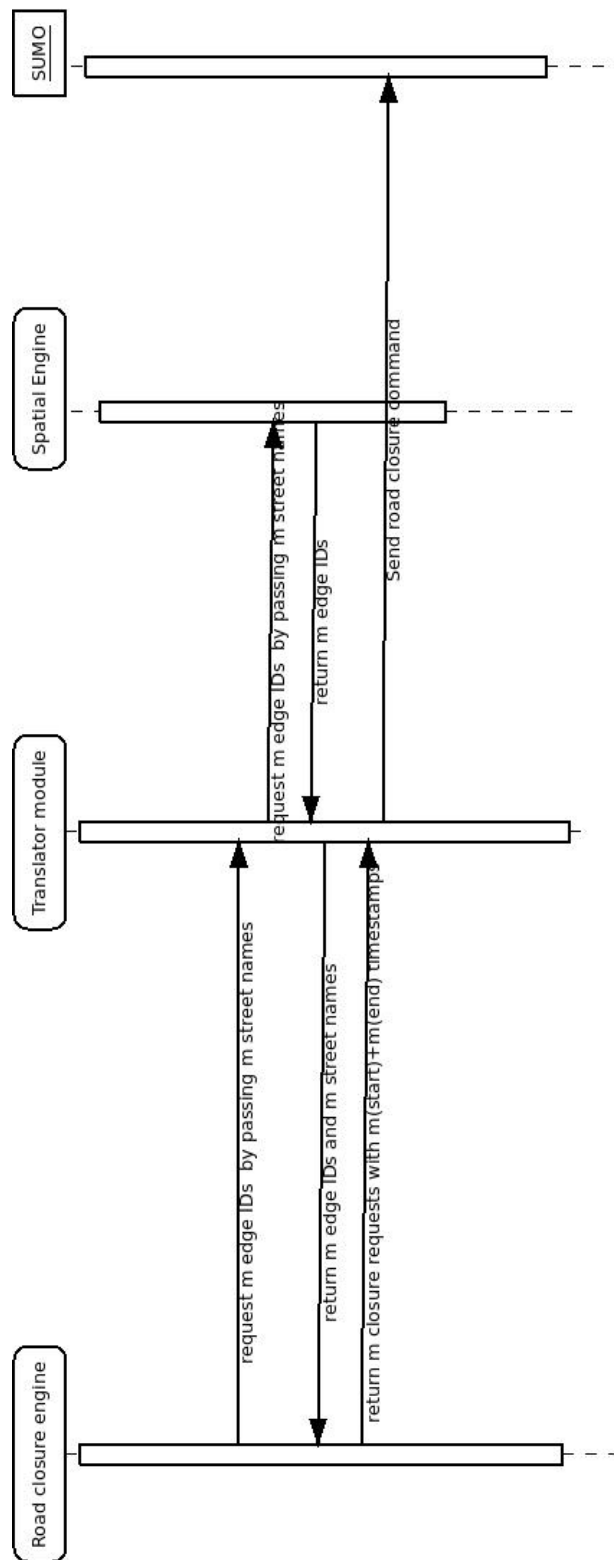 Road closure engine
Translator module
Spatial Engine
SUMO
request m edge IDs  by passing m street names
request m edge IDs  by passing m street names
return m edge IDs
return m edge IDs and m street names
return m closure requests with m(start)+m(end) timestamps
Send road closure command